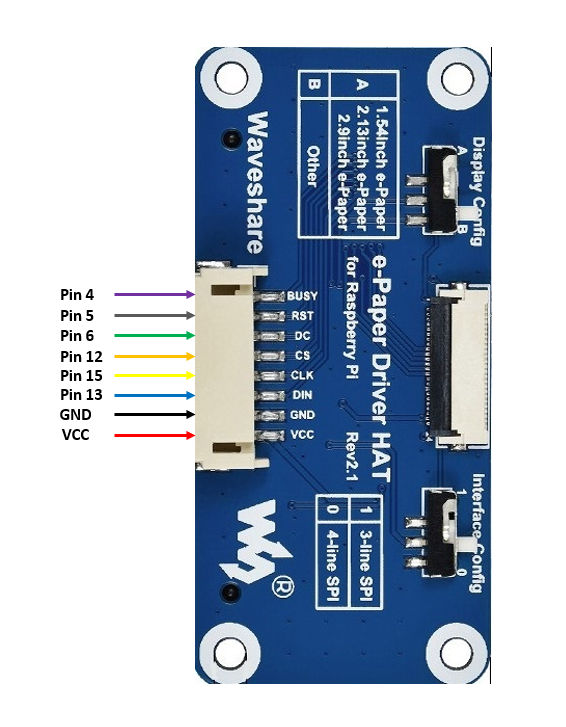 Pin 4
Pin 5
Pin 6
Pin 12
Pin 15
Pin 13
GND
VCC
BUSY
RST
DC
CS
CLK
DIN
GND
VCC
Waveshare
A
1.54inch e-Paper
2.13inch e-Paper
2.9inch e-Paper
B
Other
Display Config
A
B
e-Paper Driver HAT
for Raspberry Pi
Rev2.1
Interface Config
1
0
1
3-line SPI
0
4-line SPI
®